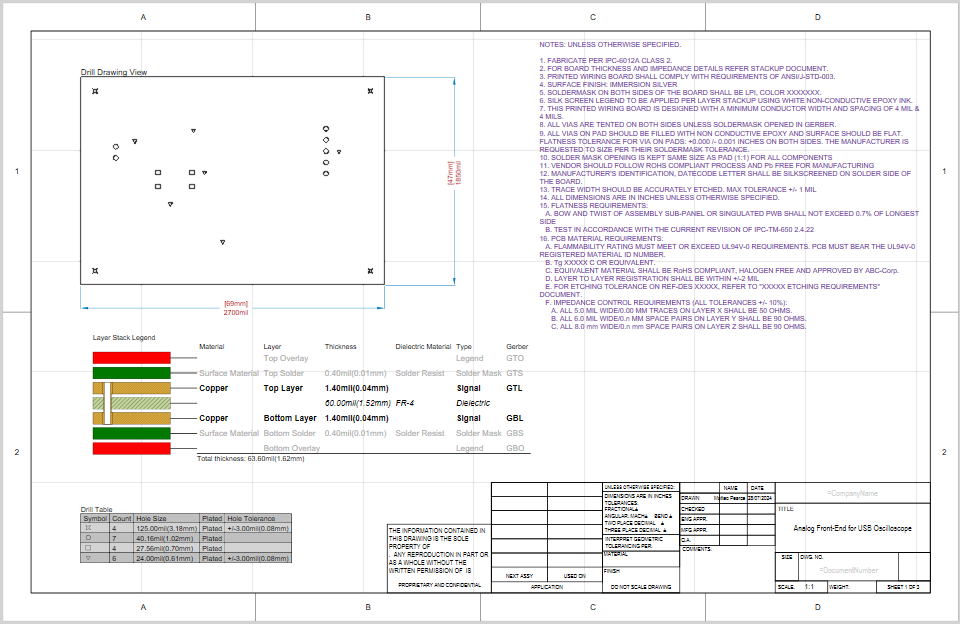 A B C D
Drill Drawing View
[47mm]
1850mil
[69mm]
2700mil
1
2
NOTES: UNLESS OTHERWISE SPECIFIED.
1. FABRICATE PER IPC-6012A CLASS 2.
2. FOR BOARD THICKNESS AND IMPEDANCE DETAILS REFER STACKUP DOCUMENT.
3. PRINTED WIRING BOARD SHALL COMPLY WITH REQUIREMENTS OF ANSI/J-STD-003.
4. SURFACE FINISH: IMMERSION SILVER
5. SOLDERMASK ON BOTH SIDES OF THE BOARD SHALL BE LPI, COLOR XXXXXXX.
6. SILK SCREEN LEGEND TO BE APPLIED PER LAYER STACKUP USING WHITE NON-CONDUCTIVE EPOXY INK.
7. THIS PRINTED WIRING BOARD IS DESIGNED WITH A MINIMUM CONDUCTOR WIDTH AND SPACING OF 4 MIL &
4 MILS.
8. ALL VIAS ARE TENTED ON BOTH SIDES UNLESS SOLDERMASK OPENED IN GERBER.
9. ALL VIAS ON PAD SHOULD BE FILLED WITH NON CONDUCTIVE EPOXY AND SURFACE SHOULD BE FLAT.
FLATNESS TOLERANCE FOR VIA ON PADS: +0.000 /- 0.001 INCHES ON BOTH SIDES. THE MANUFACTURER IS
REQUESTED TO SIZE PER THEIR SOLDERMASK TOLERANCE.
10. SOLDER MASK OPENING IS KEPT SAME SIZE AS PAD (1:1) FOR ALL COMPONENTS
11. VENDOR SHOULD FOLLOW ROHS COMPLIANT PROCESS AND Pb FREE FOR MANUFACTURING
12. MANUFACTURER'S IDENTIFICATION, DATECODE LETTER SHALL BE SILKSCREENED ON SOLDER SIDE OF
THE BOARD.
13. TRACE WIDTH SHOULD BE ACCURATELY ETCHED. MAX TOLERANCE +/- 1 MIL
14. ALL DIMENSIONS ARE IN INCHES UNLESS OTHERWISE SPECIFIED.
15. FLATNESS REQUIREMENTS:
A. BOW AND TWIST OF ASSEMBLY SUB-PANEL OR SINGULATED PWB SHALL NOT EXCEED 0.7% OF LONGEST
SIDE
B. TEST IN ACCORDANCE WITH THE CURRENT REVISION OF IPC-TM-650 2.4.22
16. PCB MATERIAL REQUIREMENTS:
A. FLAMMABILITY RATING MUST MEET OR EXCEED UL94V-0 REQUIREMENTS. PCB MUST BEAR THE UL94V-0
REGISTERED MATERIAL ID NUMBER.
B. Tg XXXXX C OR EQUIVALENT.
C. EQUIVALENT MATERIAL SHALL BE RoHS COMPLIANT, HALOGEN FREE AND APPROVED BY ABC-Corp.
D. LAYER TO LAYER REGISTRATION SHALL BE WITHIN +/-2 MIL
E. FOR ETCHING TOLERANCE ON REF-DES XXXXX, REFER TO "XXXXX ETCHING REQUIREMENTS"
DOCUMENT.
F. IMPEDANCE CONTROL REQUIREMENTS (ALL TOLERANCES +/- 10%):
A. ALL 5.0 MIL WIDE/0.00 MM TRACES ON LAYER X SHALL BE 50 OHMS.
B. ALL 6.0 MIL WIDE/0.n MM SPACE PAIRS ON LAYER Y SHALL BE 90 OHMS.
C. ALL 8.0 mm WIDE/0.n mm SPACE PAIRS ON LAYER Z SHALL BE 90 OHMS.
1
2
Layer Stack Legend
Material Layer Thickness Dielectric Material Type Gerber
Top Overlay Legend GTO
Surface Material Top Solder 0.40mil(0.01mm) Solder Resist Solder Mask GTS
Copper Top Layer 1.40mil(0.04mm) Signal GTL
60.00mil(1.52mm) FR-4 Dielectric
Copper Bottom Layer 1.40mil(0.04mm) Signal GBL
Surface Material Bottom Solder 0.40mil(0.01mm) Solder Resist Solder Mask GBS
Bottom Overlay Legend GBO
Total thickness: 63.60mil(1.62mm)
Drill Table
Symbol Count Hole Size Plated Hole Tolerance
4 125.00mil(3.18mm) Plated +/-3.00mil(0.08mm)
7 40.16mil(1.02mm) Plated
4 27.56mil(0.70mm) Plated
6 24.00mil(0.61mm) Plated +/-3.00mil(0.08mm)
THE INFORMATION CONTAINED IN
THIS DRAWING IS THE SOLE
PROPERTY OF
. ANY REPRODUCTION IN PART OR
AS A WHOLE WITHOUT THE
WRITTEN PERMISSION OF IS
PROPRIETARY AND CONFIDENTIAL
NEXT ASSY USED ON
APPLICATION
UNLESS OTHERWISE SPECIFIED:
DIMENSIONS ARE IN INCHES
TOLERANCES:
FRACTIONAL±
ANGULAR: MACH± BEND ±
TWO PLACE DECIMAL ±
THREE PLACE DECIMAL ±
INTERPRET GEOMETRIC
TOLERANCING PER:
MATERIAL
FINISH
DO NOT SCALE DRAWING
NAME DATE
DRAWN Pearce 28/07/2024
CHECKED
ENG APPR.
MFG APPR.
Q.A.
COMMENTS:
=CompanyName
TITLE
Analog Front-End for USB Oscilloscope
SIZE DWG. NO.
=DocumentNumber
SCALE: 1:1 WEIGHT: SHEET 1 OF 3
A B C D